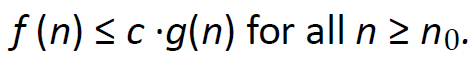 f (n) ≤ c ·g(n) for all n ≥ n₀.